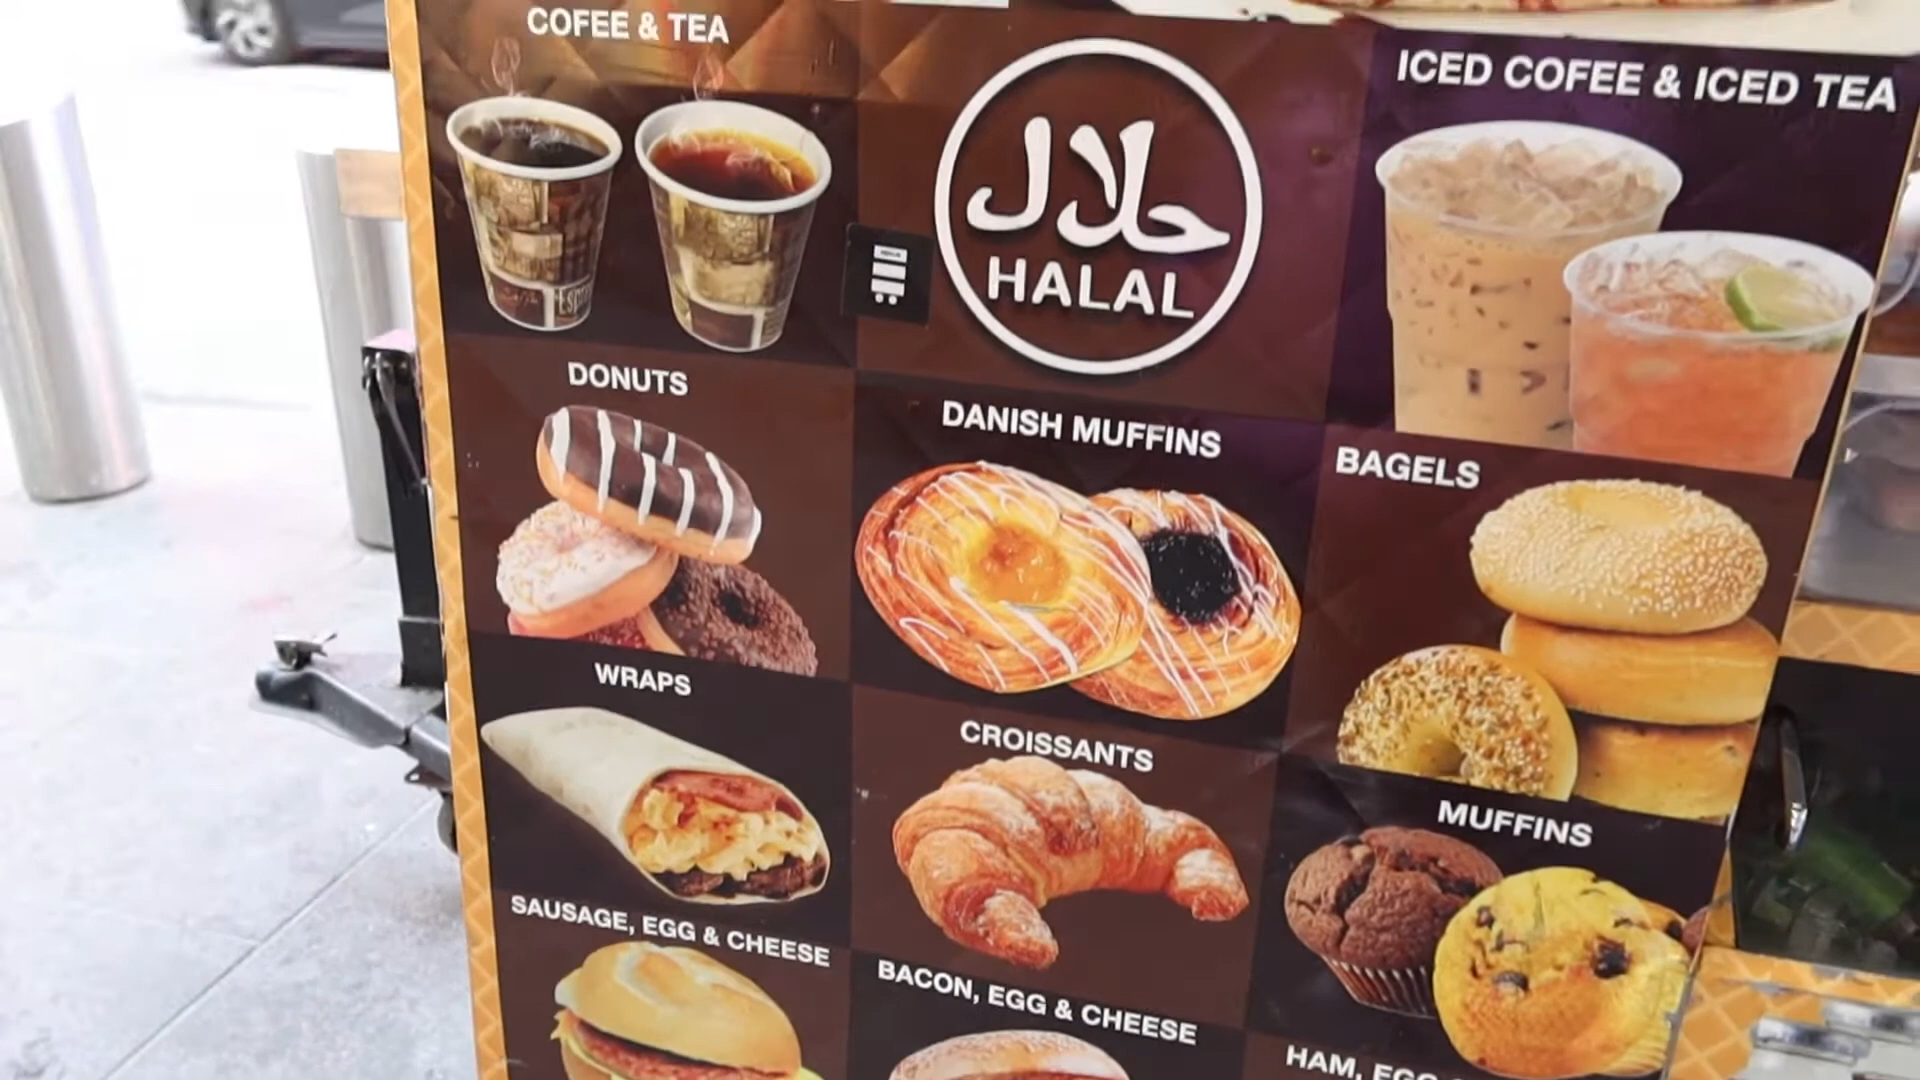 COFEE & TEA
حلال
HALAL
ICED COFEE & ICED TEA
DONUTS
DANISH MUFFINS
BAGELS
WRAPS
CROISSANTS
MUFFINS
SAUSAGE, EGG & CHEESE
BACON, EGG & CHEESE
HAM, EGG